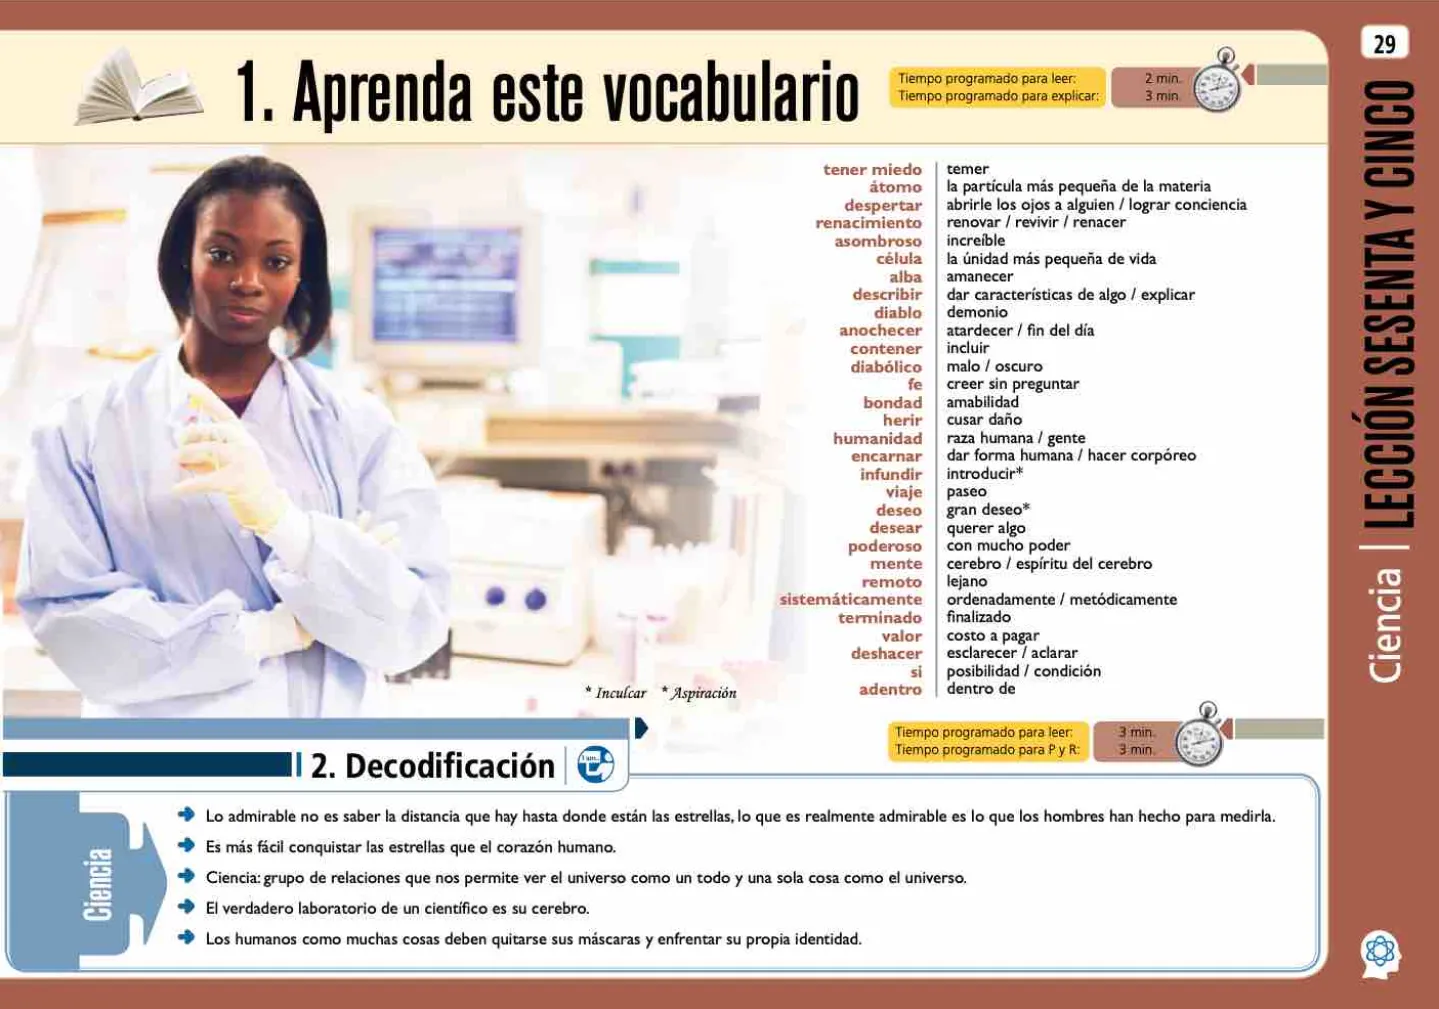 29
1. Aprenda este vocabulario
Tiempo programado para leer: 2 min.
Tiempo programado para explicar: 3 min.
LECCIÓN SESENTA Y CINCO
Ciencia
tener miedo temer
átomo la partícula más pequeña de la materia
despertar abrirle los ojos a alguien / lograr conciencia
renacimiento renovar / revivir / renacer
asombroso increíble
célula la únidad más pequeña de vida
alba amanecer
describir dar características de algo / explicar
diablo demonio
anochecer atardecer / fin del día
contener incluir
diabólico malo / oscuro
fe creer sin preguntar
bondad amabilidad
herir cusar daño
humanidad raza humana / gente
encarnar dar forma humana / hacer corpóreo
infundir introducir*
viaje paseo
deseo gran deseo*
desear querer algo
poderoso con mucho poder
mente cerebro / espíritu del cerebro
remoto lejano
sistemáticamente ordenadamente / metódicamente
terminado finalizado
valor costo a pagar
deshacer esclarecer / aclarar
si posibilidad / condición
adentro dentro de
* Inculcar * Aspiración
Tiempo programado para leer: 3 min.
Tiempo programado para P y R: 3 min.
2. Decodificación
Ciencia
Lo admirable no es saber la distancia que hay hasta donde están las estrellas, lo que es realmente admirable es lo que los hombres han hecho para medirla.
Es más fácil conquistar las estrellas que el corazón humano.
Ciencia: grupo de relaciones que nos permite ver el universo como un todo y una sola cosa como el universo.
El verdadero laboratorio de un científico es su cerebro.
Los humanos como muchas cosas deben quitarse sus máscaras y enfrentar su propia identidad.